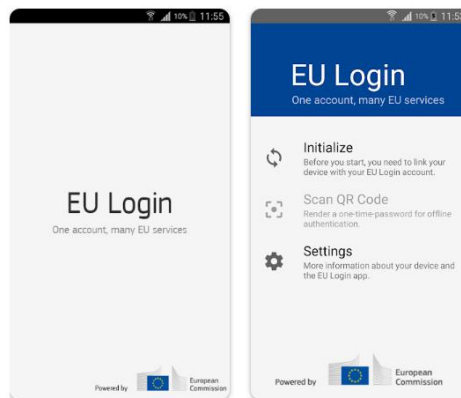 10% 11:55
EU Login
One account, many EU services
Powered by
European
Commission
10% 11:53
EU Login
One account, many EU services
Initialize
Before you start, you need to link your
device with your EU Login account.
Scan QR Code
Render a one-time-password for offline
authentication.
Settings
More information about your device and
the EU Login app.
Powered by
European
Commission